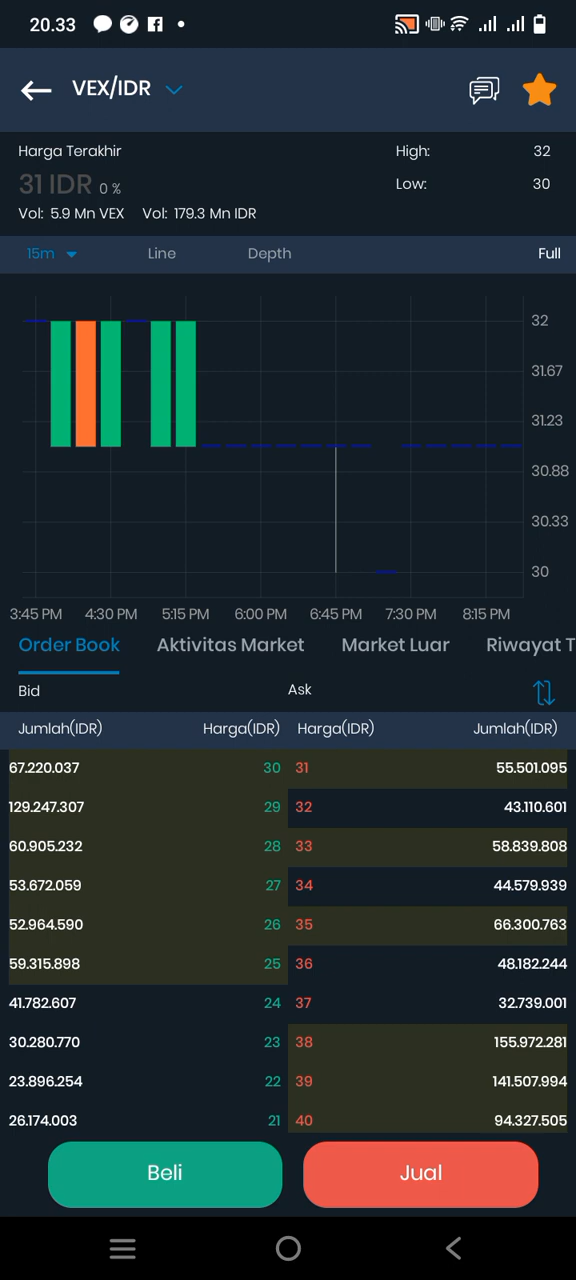 20.33
VEX/IDR
Harga Terakhir
High: 32
31 IDR 0 %
Low: 30
Vol: 5.9 Mn VEX Vol: 179.3 Mn IDR
15m Line Depth Full
32
31.67
31.23
30.88
30.33
30
3:45 PM 4:30 PM 5:15 PM 6:00 PM 6:45 PM 7:30 PM 8:15 PM
Order Book Aktivitas Market Market Luar Riwayat T
Bid Ask
Jumlah(IDR) Harga(IDR) Harga(IDR) Jumlah(IDR)
67.220.037 30 31 55.501.095
129.247.307 29 32 43.110.601
60.905.232 28 33 58.839.808
53.672.059 27 34 44.579.939
52.964.590 26 35 66.300.763
59.315.898 25 36 48.182.244
41.782.607 24 37 32.739.001
30.280.770 23 38 155.972.281
23.896.254 22 39 141.507.994
26.174.003 21 40 94.327.505
Beli Jual